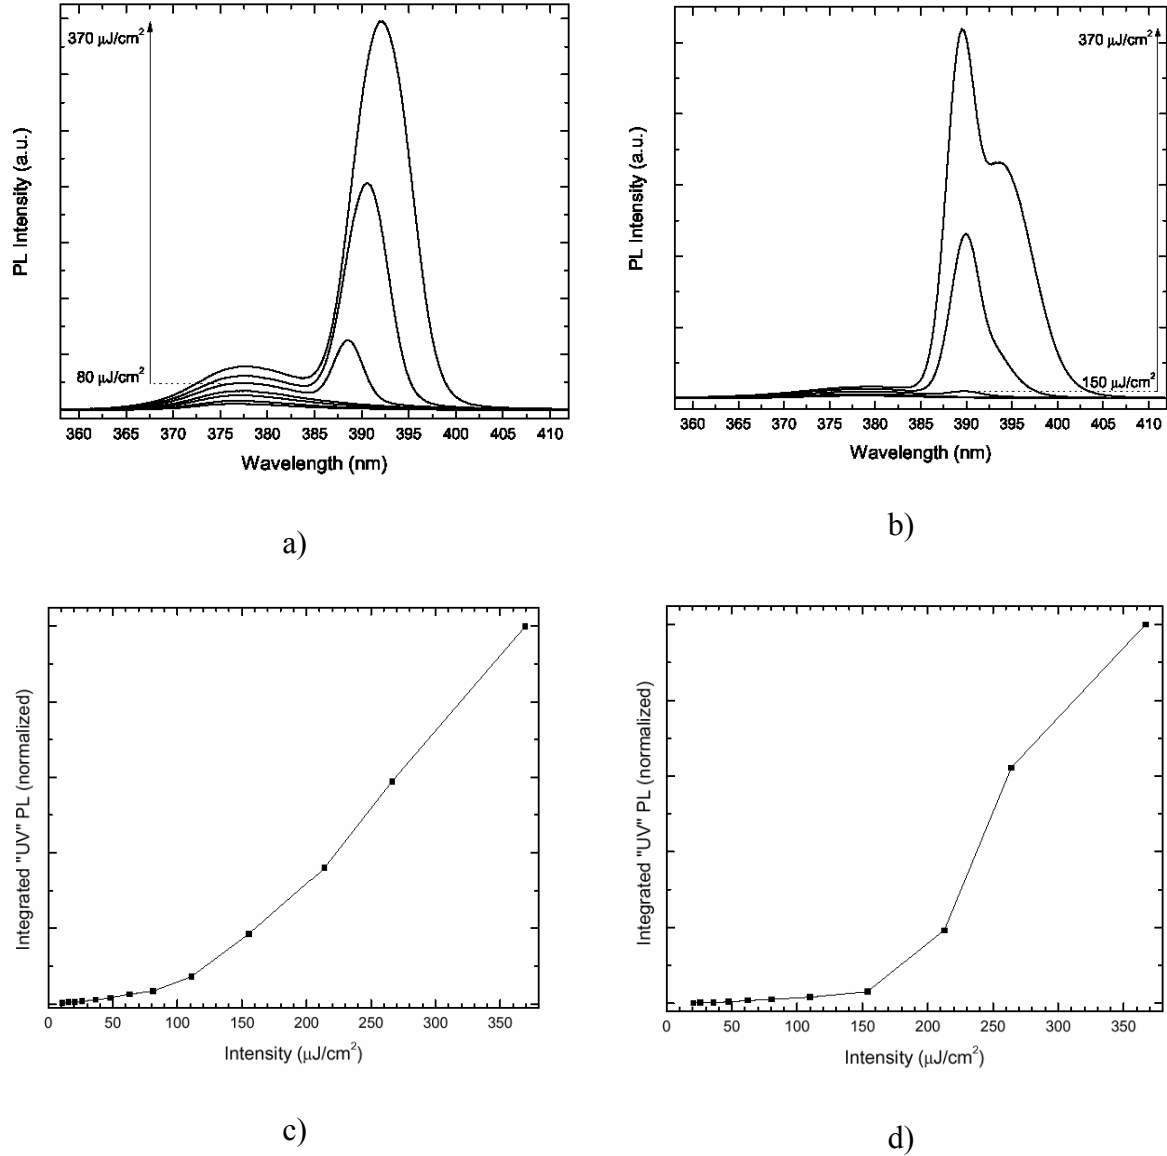 370 μJ/cm²
80 μJ/cm²
PL Intensity (a.u.)
360 365 370 375 380 385 390 395 400 405 410
Wavelength (nm)
a)
370 μJ/cm²
150 μJ/cm²
PL Intensity (a.u.)
360 365 370 375 380 385 390 395 400 405 410
Wavelength (nm)
b)
Integrated "UV" PL (normalized)
0 50 100 150 200 250 300 350
Intensity (μJ/cm²)
c)
Integrated "UV" PL (normalized)
0 50 100 150 200 250 300 350
Intensity (μJ/cm²)
d)